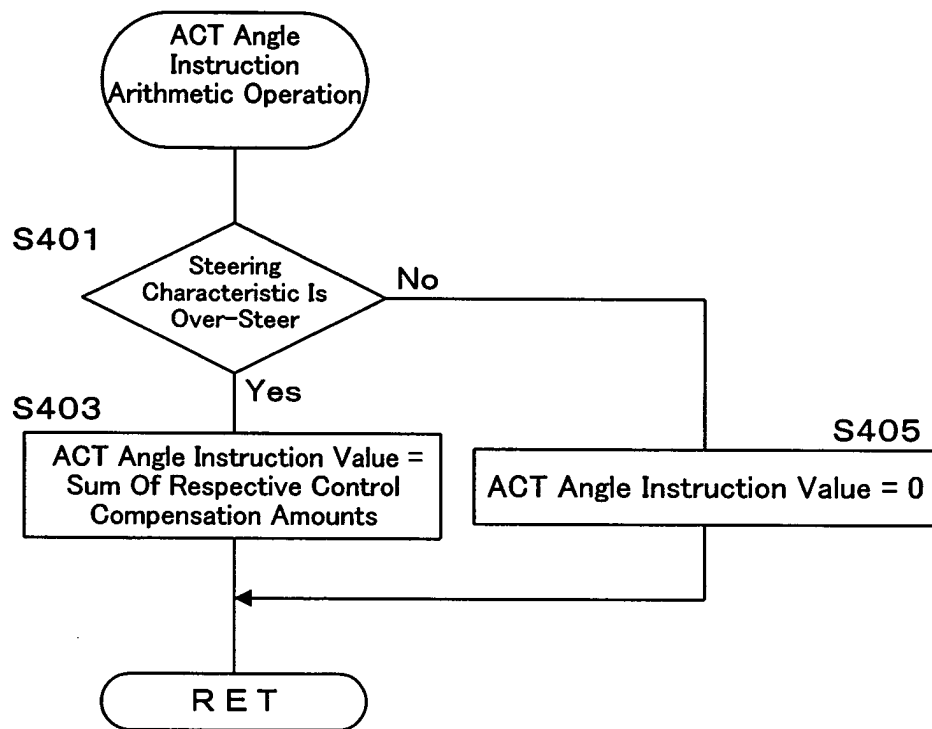 ACT Angle
Instruction
Arithmetic Operation
S401
Steering
Characteristic Is
Over-Steer
No
Yes
S403
ACT Angle Instruction Value =
Sum Of Respective Control
Compensation Amounts
S405
ACT Angle Instruction Value = 0
RET